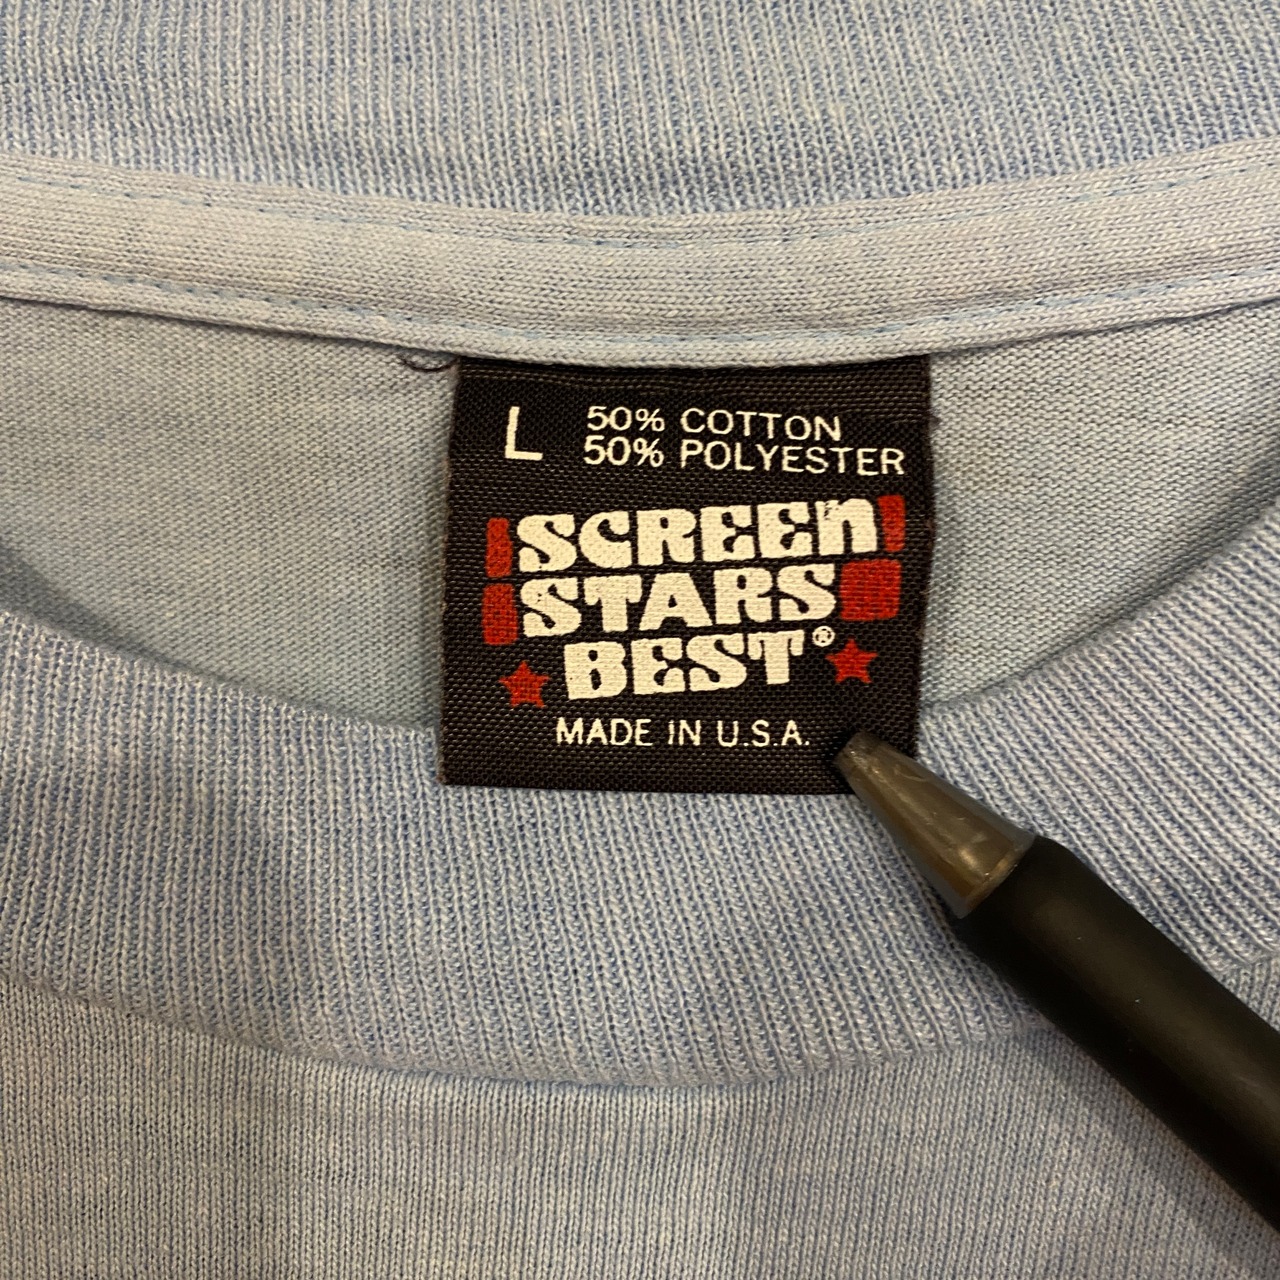 L
50% COTTON
50% POLYESTER
SCREEn
STARS
BEST®
MADE IN U.S.A.